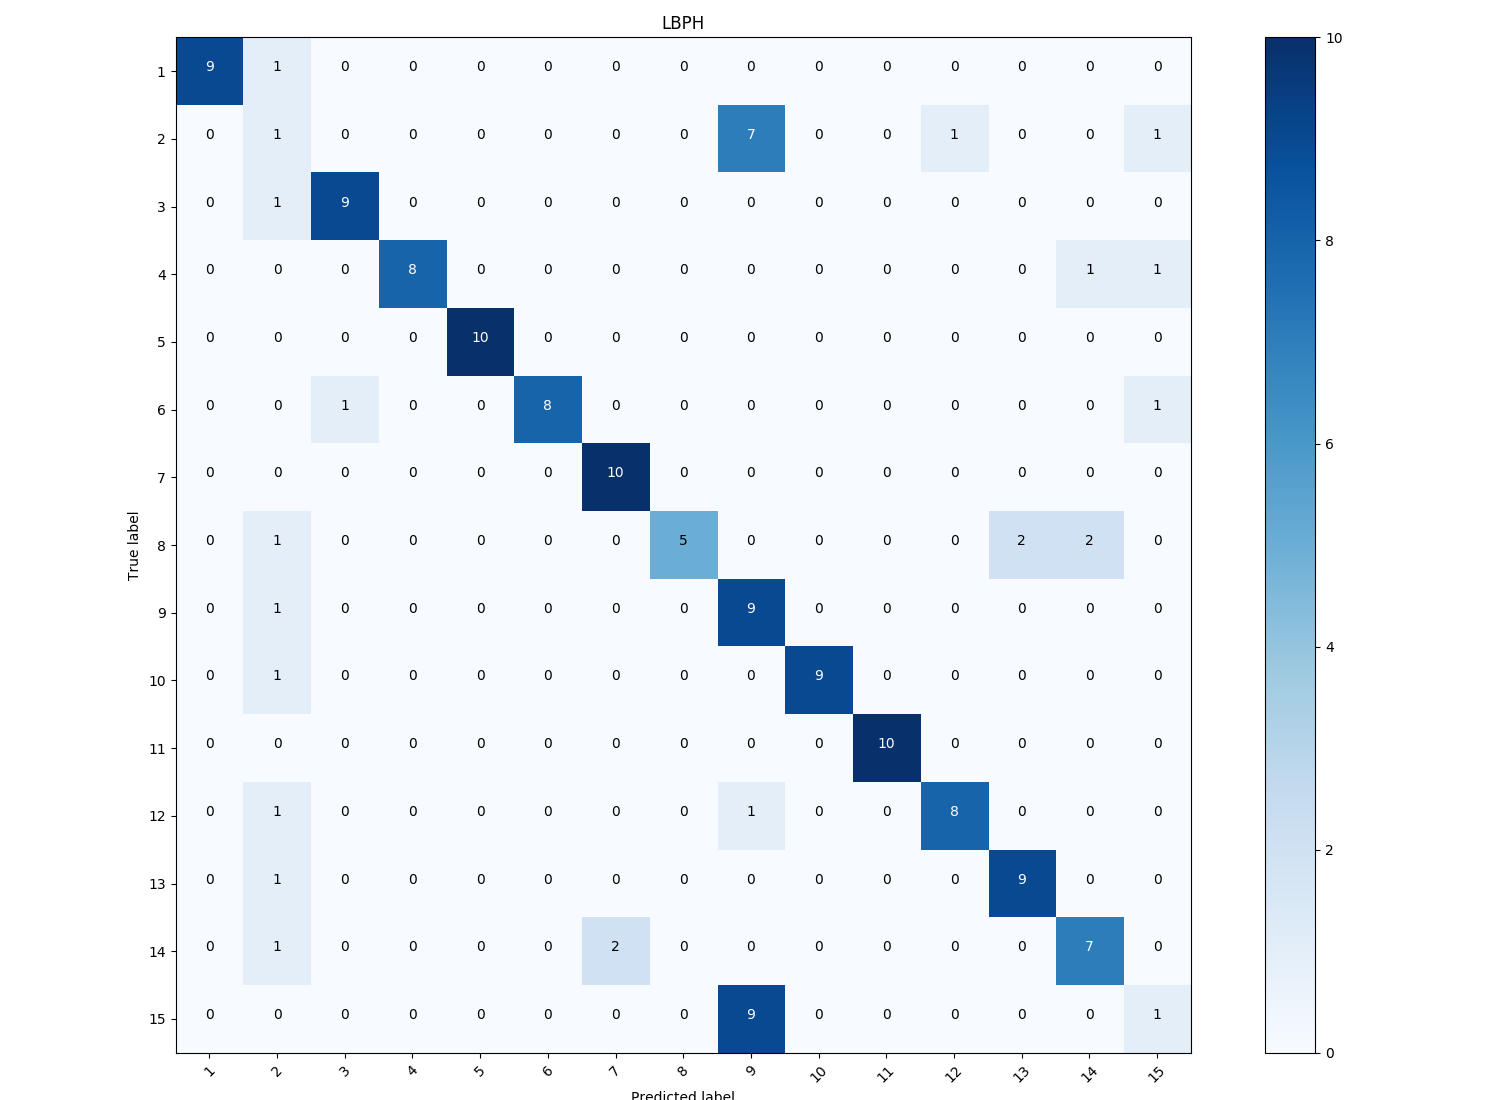 LBPH
1 9 1 0 0 0 0 0 0 0 0 0 0 0 0 0 10
2 0 1 0 0 0 0 0 0 7 0 0 1 0 0 1
3 0 1 9 0 0 0 0 0 0 0 0 0 0 0 0
4 0 0 0 8 0 0 0 0 0 0 0 0 0 1 1 8
5 0 0 0 0 10 0 0 0 0 0 0 0 0 0 0
6 0 0 1 0 0 8 0 0 0 0 0 0 0 0 1 6
7 0 0 0 0 0 0 10 0 0 0 0 0 0 0 0
True label
8 0 1 0 0 0 0 0 5 0 0 0 0 2 2 0
9 0 1 0 0 0 0 0 0 9 0 0 0 0 0 0
10 0 1 0 0 0 0 0 0 0 9 0 0 0 0 0 4
11 0 0 0 0 0 0 0 0 0 0 10 0 0 0 0
12 0 1 0 0 0 0 0 0 1 0 0 8 0 0 0 2
13 0 1 0 0 0 0 0 0 0 0 0 0 9 0 0
14 0 1 0 0 0 0 2 0 0 0 0 0 0 7 0
15 0 0 0 0 0 0 0 0 9 0 0 0 0 0 1 0
1 2 3 4 5 6 7 8 9 10 11 12 13 14 15
Predicted label